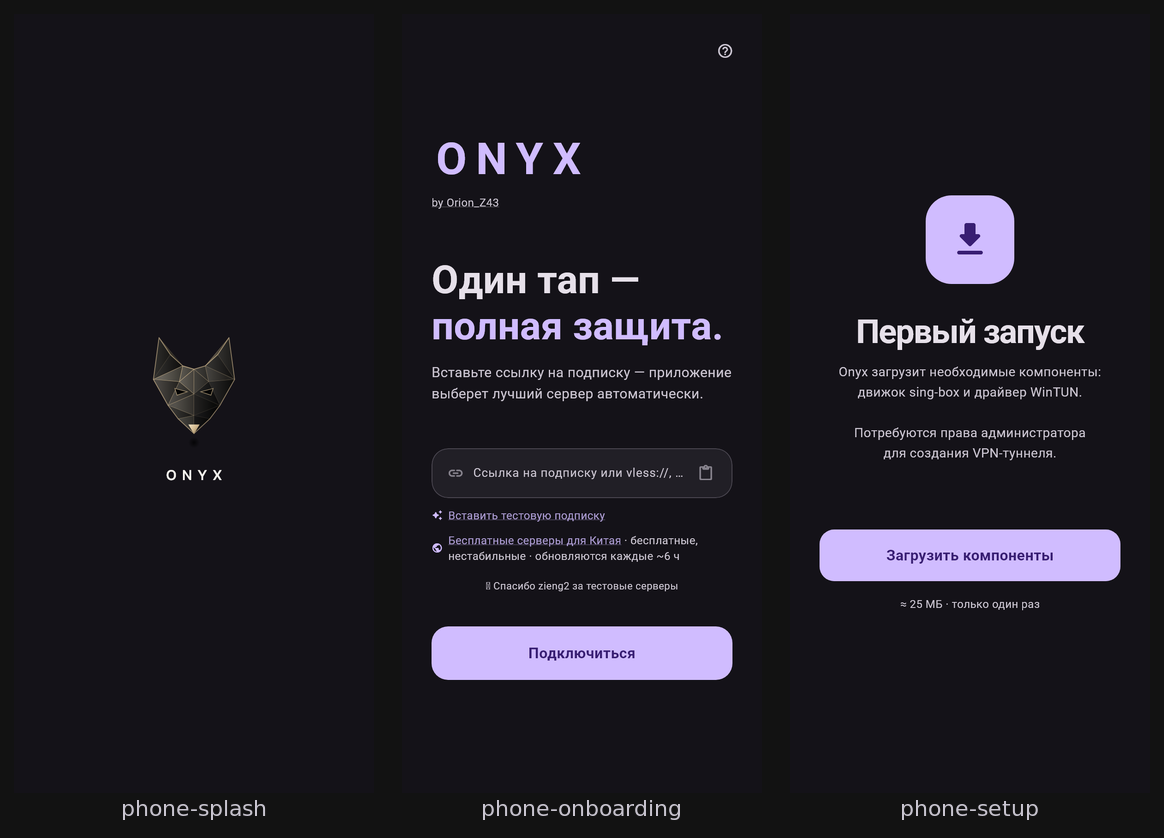 ONYX
phone-splash
ONYX
by Orion_Z43
Один тап —
полная защита.
Вставьте ссылку на подписку — приложение
выберет лучший сервер автоматически.
Ссылка на подписку или vless://, …
Вставить тестовую подписку
Бесплатные серверы для Китая · бесплатные,
нестабильные · обновляются каждые ~6 ч
Спасибо zieng2 за тестовые серверы
Подключиться
phone-onboarding
Первый запуск
Onyx загрузит необходимые компоненты:
движок sing-box и драйвер WinTUN.
Потребуются права администратора
для создания VPN-туннеля.
Загрузить компоненты
≈ 25 МБ · только один раз
phone-setup